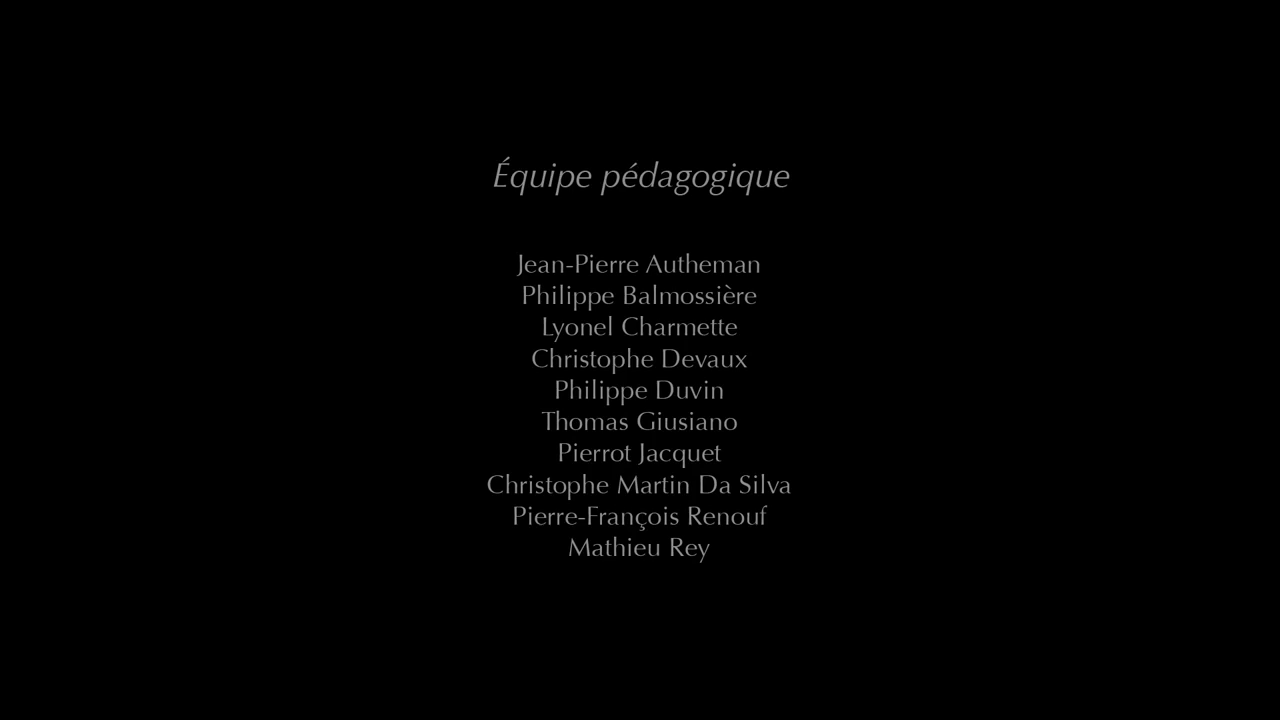 Équipe pédagogique
Jean-Pierre Autheman
Philippe Balmossière
Lyonel Charmette
Christophe Devaux
Philippe Duvin
Thomas Giusiano
Pierrot Jacquet
Christophe Martin Da Silva
Pierre-François Renouf
Mathieu Rey